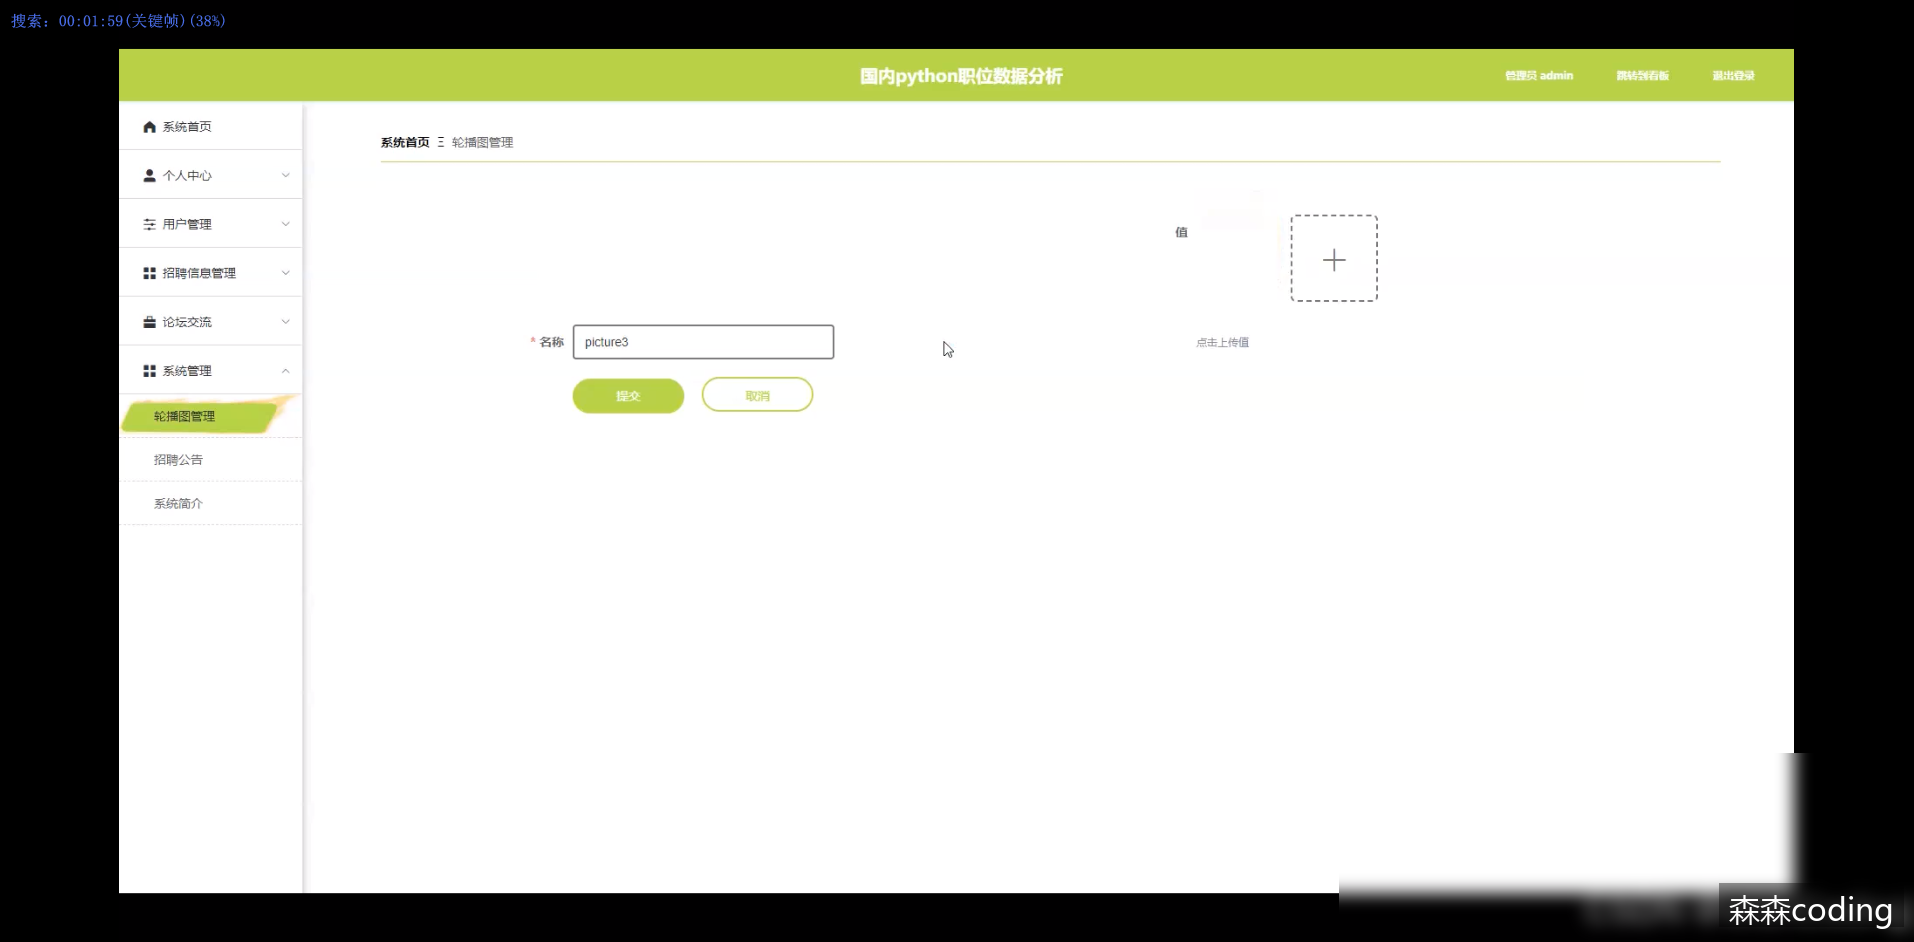 搜索: 00:01:59(关键帧)(38%)
国内python职位数据分析
管理员 admin
跳转到看板
退出登录
系统首页
个人中心
用户管理
招聘信息管理
论坛交流
系统管理
轮播图管理
招聘公告
系统简介
系统首页 Ξ 轮播图管理
值
* 名称 picture3
点击上传值
提交
取消
森森coding